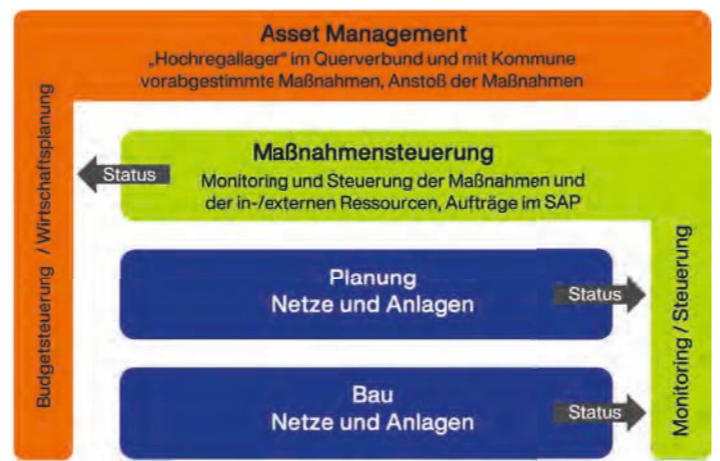 Asset Management
„Hochregallager“ im Querverbund und mit Kommune
vorabgestimmte Maßnahmen, Anstoß der Maßnahmen
Budgetsteuerung / Wirtschaftsplanung
Maßnahmensteuerung
Status
Monitoring und Steuerung der Maßnahmen und
der in-/externen Ressourcen, Aufträge im SAP
Monitoring / Steuerung
Planung
Netze und Anlagen
Status
Bau
Netze und Anlagen
Status